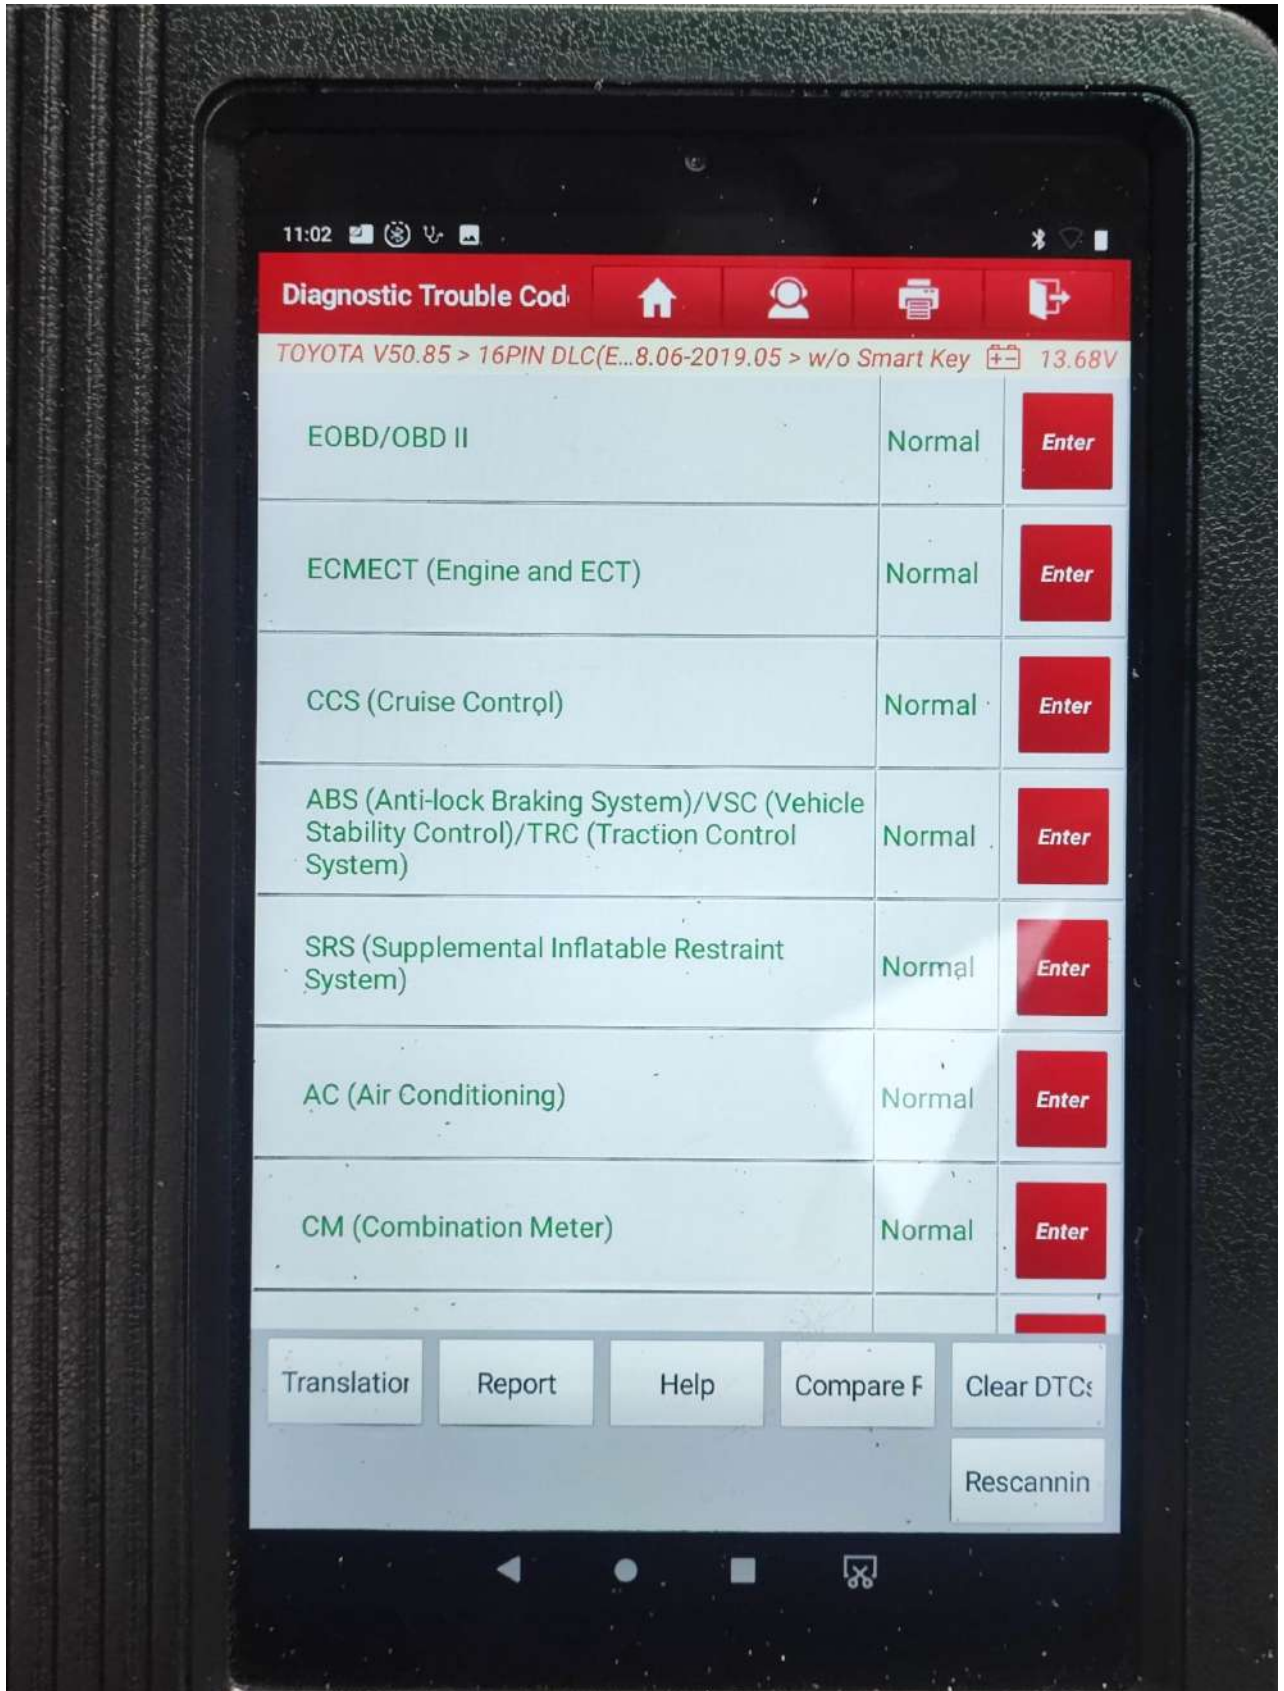 11:02
Diagnostic Trouble Cod
TOYOTA V50.85 > 16PIN DLC(E...8.06-2019.05 > w/o Smart Key 13.68V
EOBD/OBD II Normal Enter
ECMECT (Engine and ECT) Normal Enter
CCS (Cruise Control) Normal Enter
ABS (Anti-lock Braking System)/VSC (Vehicle
Stability Control)/TRC (Traction Control
System)
Normal Enter
SRS (Supplemental Inflatable Restraint
System)
Normal Enter
AC (Air Conditioning) Normal Enter
CM (Combination Meter) Normal Enter
Translation Report Help Compare F Clear DTCs
Rescannin